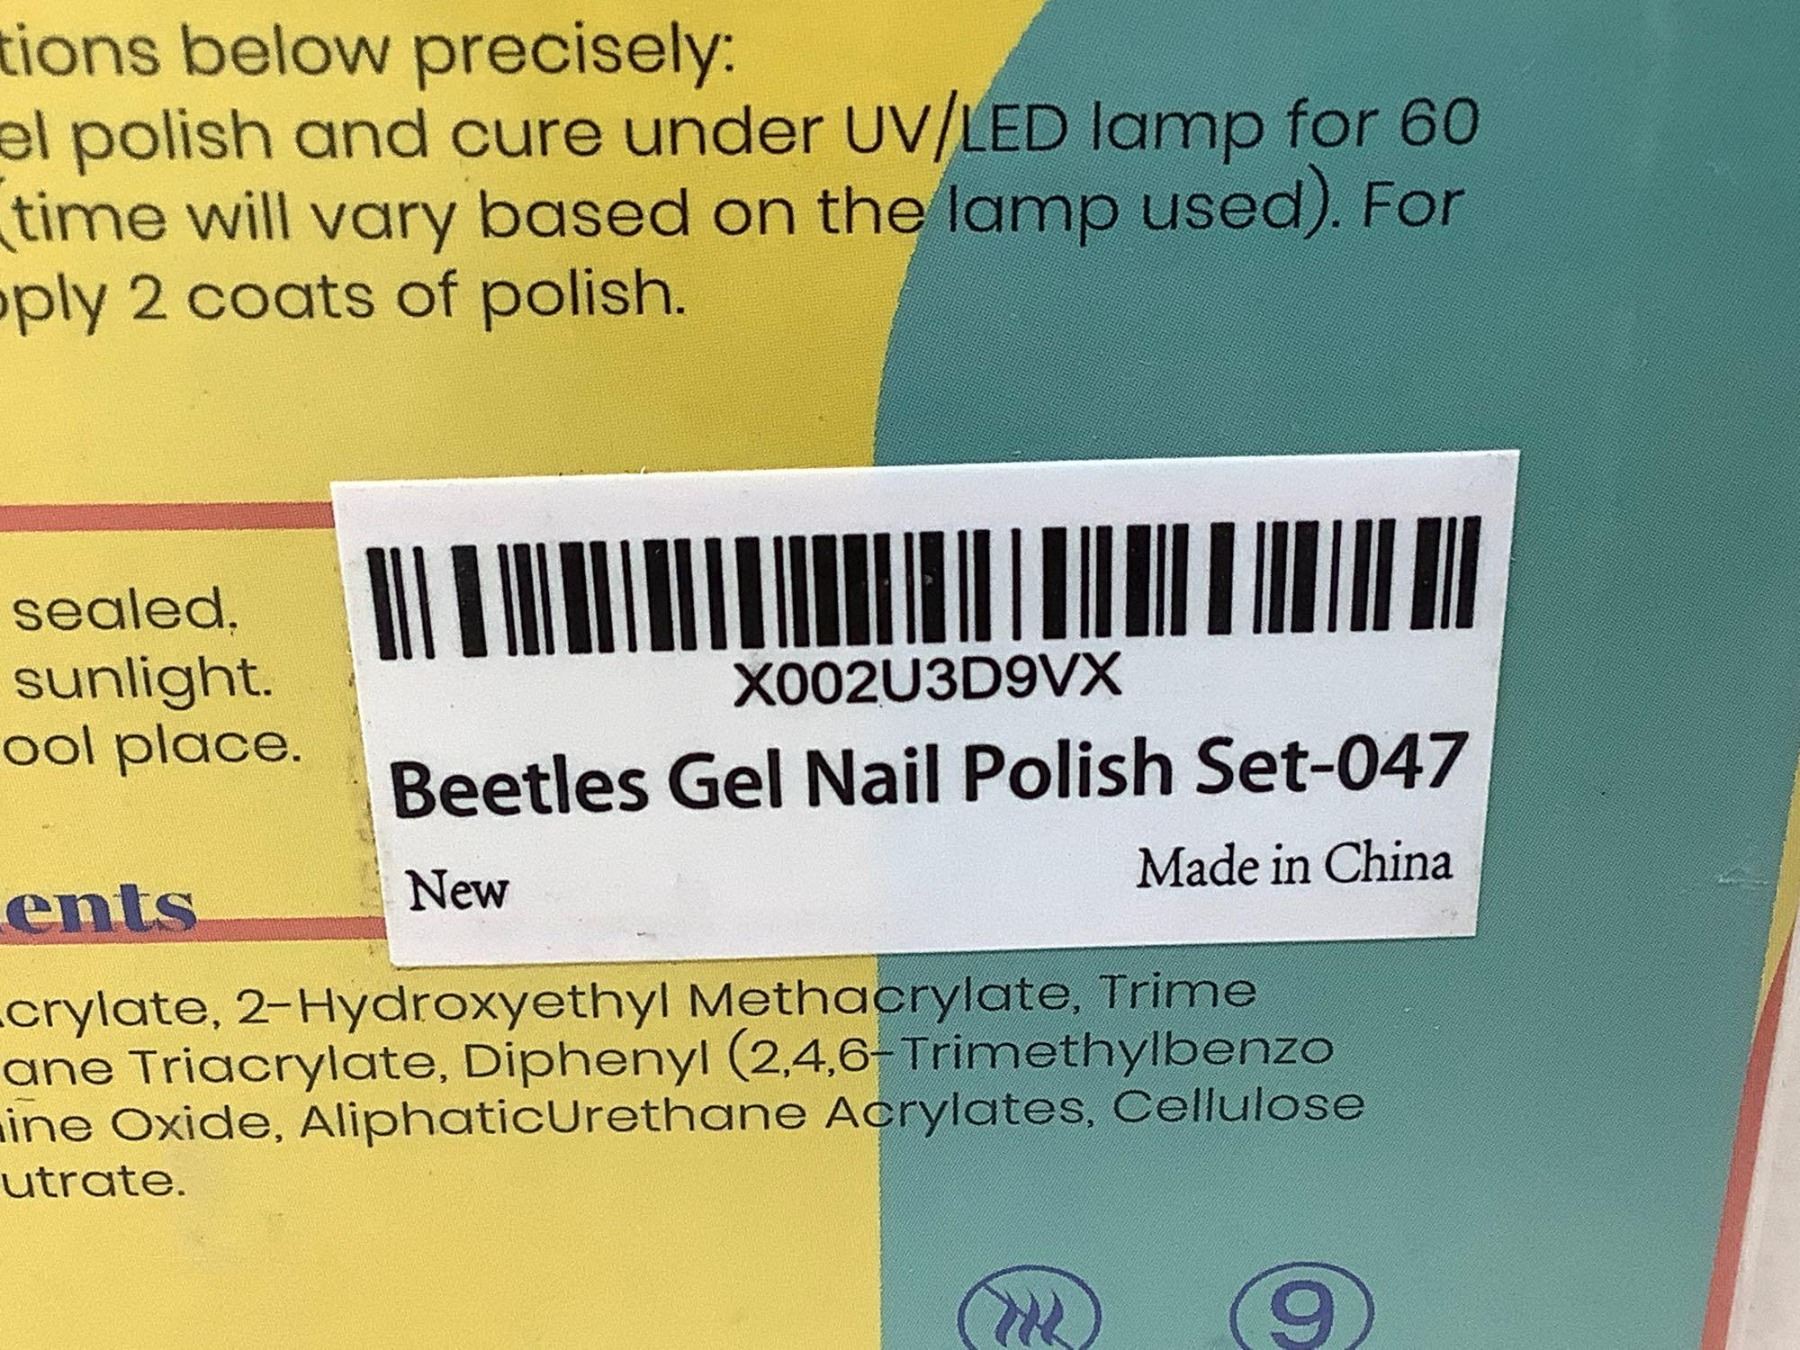 tions below precisely:
el polish and cure under UV/LED lamp for 60
(time will vary based on the lamp used). For
pply 2 coats of polish.
sealed,
sunlight.
ool place.
X002U3D9VX
Beetles Gel Nail Polish Set-047
New
Made in China
ents
crylate, 2-Hydroxyethyl Methacrylate, Trime
ane Triacrylate, Diphenyl (2,4,6-Trimethylbenzo
ine Oxide, AliphaticUrethane Acrylates, Cellulose
utrate.
9